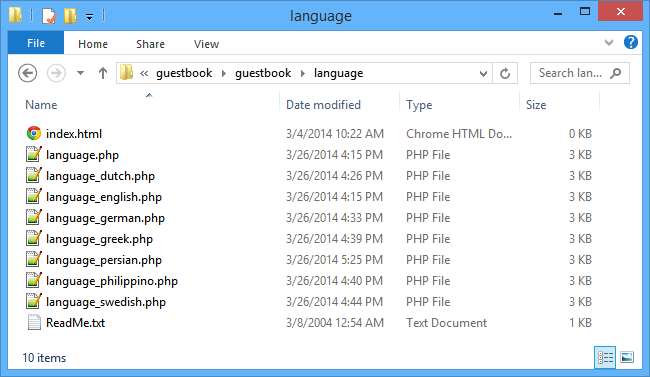 language
File Home Share View
guestbook guestbook language Search lan...
Name Date modified Type Size
index.html 3/4/2014 10:22 AM Chrome HTML Do... 0 KB
language.php 3/26/2014 4:15 PM PHP File 3 KB
language_dutch.php 3/26/2014 4:26 PM PHP File 3 KB
language_english.php 3/26/2014 4:15 PM PHP File 3 KB
language_german.php 3/26/2014 4:33 PM PHP File 3 KB
language_greek.php 3/26/2014 4:39 PM PHP File 3 KB
language_persian.php 3/26/2014 5:25 PM PHP File 3 KB
language_philippino.php 3/26/2014 4:40 PM PHP File 3 KB
language_swedish.php 3/26/2014 4:44 PM PHP File 3 KB
ReadMe.txt 3/8/2004 12:54 AM Text Document 1 KB
10 items